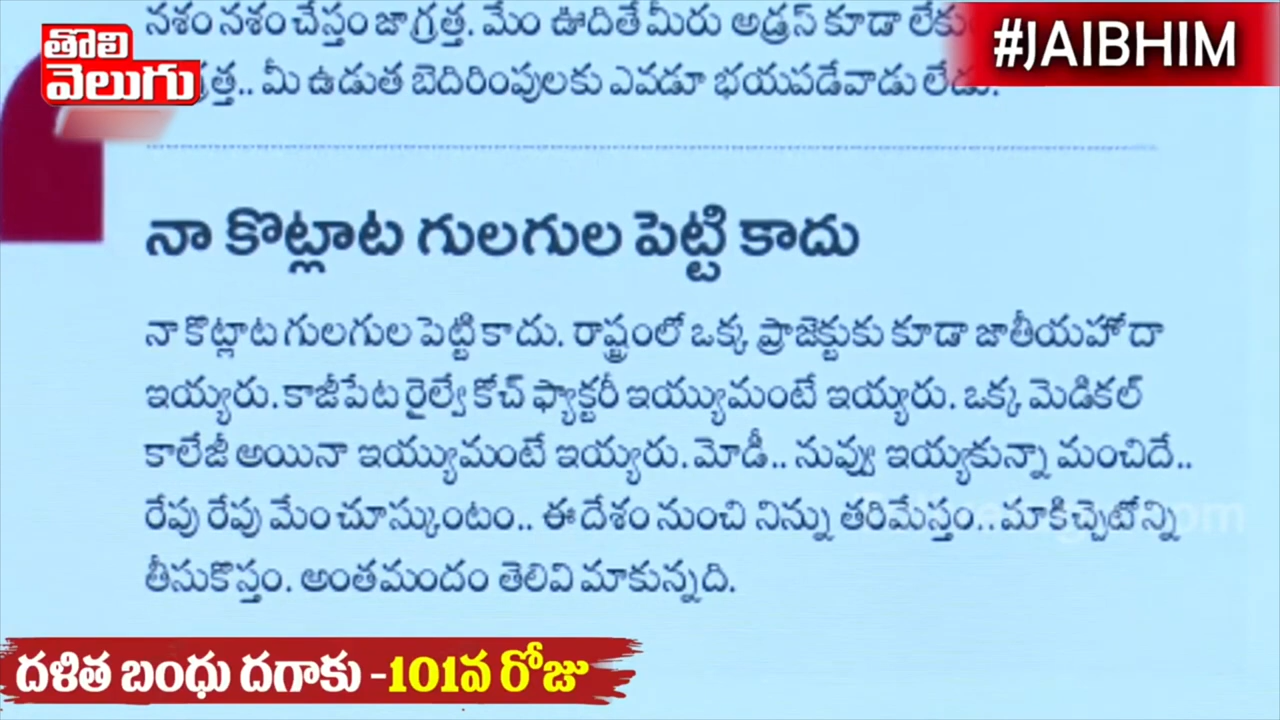 నశం నశం చేస్తం జాగ్రత్త. మేం ఊదితే మీరు అడ్రస్ కూడా
#JAIBHIM
తొలి
వెలుగు
మీ ఉడుత బెదిరింపులకు ఎవడూ భయపడేవాడు లేడు.
నా కొట్లాట గులగుల పెట్టి కాదు
నా కొట్లాట గులగుల పెట్టి కాదు. రాష్ట్రంలో ఒక్క ప్రాజెక్టుకు కూడా జాతీయహోదా
ఇయ్యరు. కాజీపేట రైల్వే కోచ్ ఫ్యాక్టరీ ఇయ్యుమంటే ఇయ్యరు. ఒక్క మెడికల్
కాలేజీ అయినా ఇయ్యుమంటే ఇయ్యరు. మోడీ.. నువ్వు ఇయ్యకున్నా మంచిదే..
రేపు రేపు మేం చూస్కుంటం.. ఈ దేశం నుంచి నిన్ను తరిమేస్తం.. మాకిచ్చెటోన్ని
తీసుకొస్తం. అంతమందం తెలివి మాకున్నది.
దళిత బంధు దగాకు -101వ రోజు